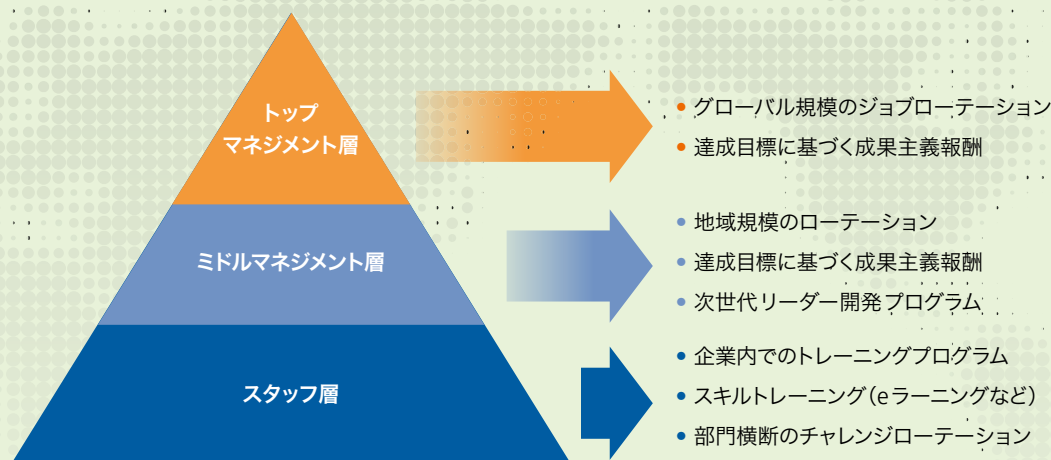 トップ
マネジメント層
ミドルマネジメント層
スタッフ層
● グローバル規模のジョブローテーション
● 達成目標に基づく成果主義報酬
● 地域規模のローテーション
● 達成目標に基づく成果主義報酬
● 次世代リーダー開発プログラム
● 企業内でのトレーニングプログラム
● スキルトレーニング(eラーニングなど)
● 部門横断のチャレンジローテーション